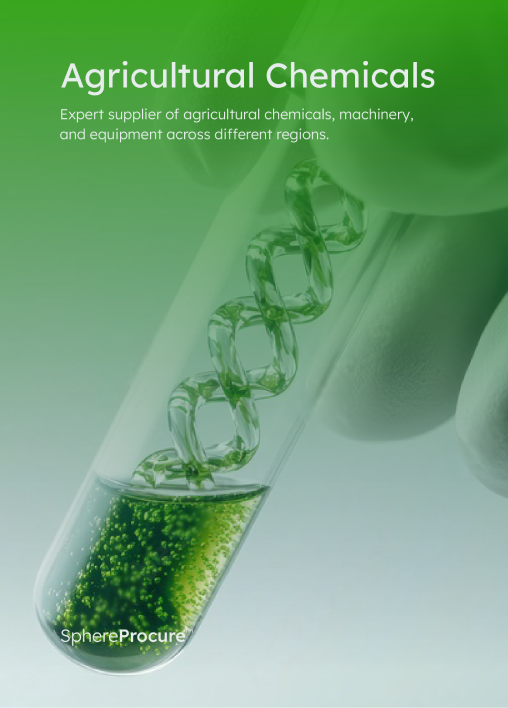 Agricultural Chemicals
Expert supplier of agricultural chemicals, machinery,
and equipment across different regions.
SphereProcure